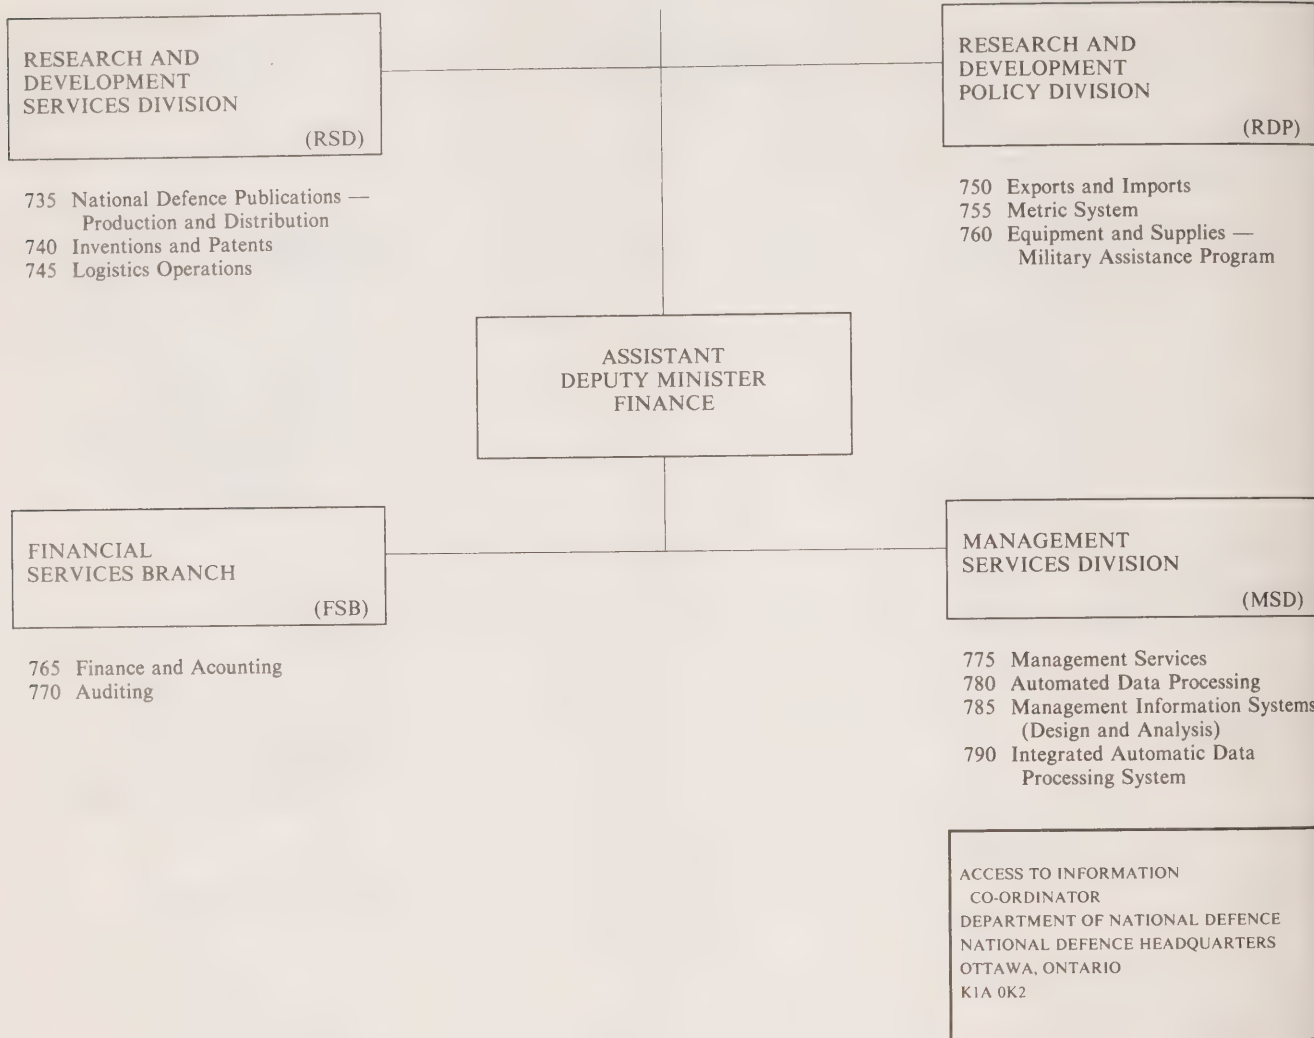 RESEARCH AND
DEVELOPMENT
SERVICES DIVISION
(RSD)
735 National Defence Publications —
Production and Distribution
740 Inventions and Patents
745 Logistics Operations
RESEARCH AND
DEVELOPMENT
POLICY DIVISION
(RDP)
750 Exports and Imports
755 Metric System
760 Equipment and Supplies —
Military Assistance Program
ASSISTANT
DEPUTY MINISTER
FINANCE
FINANCIAL
SERVICES BRANCH
(FSB)
765 Finance and Acounting
770 Auditing
MANAGEMENT
SERVICES DIVISION
(MSD)
775 Management Services
780 Automated Data Processing
785 Management Information Systems
(Design and Analysis)
790 Integrated Automatic Data
Processing System
ACCESS TO INFORMATION
CO-ORDINATOR
DEPARTMENT OF NATIONAL DEFENCE
NATIONAL DEFENCE HEADQUARTERS
OTTAWA, ONTARIO
K1A 0K2